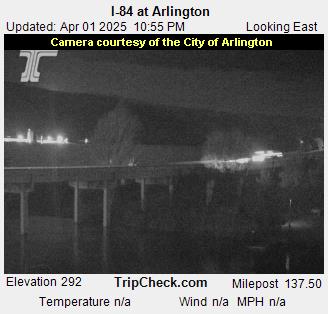 I-84 at Arlington
Updated: Apr 01 2025 10:55 PM Looking East
Camera courtesy of the City of Arlington
Elevation 292 TripCheck.com Milepost 137.50
Temperature n/a Wind n/a MPH n/a